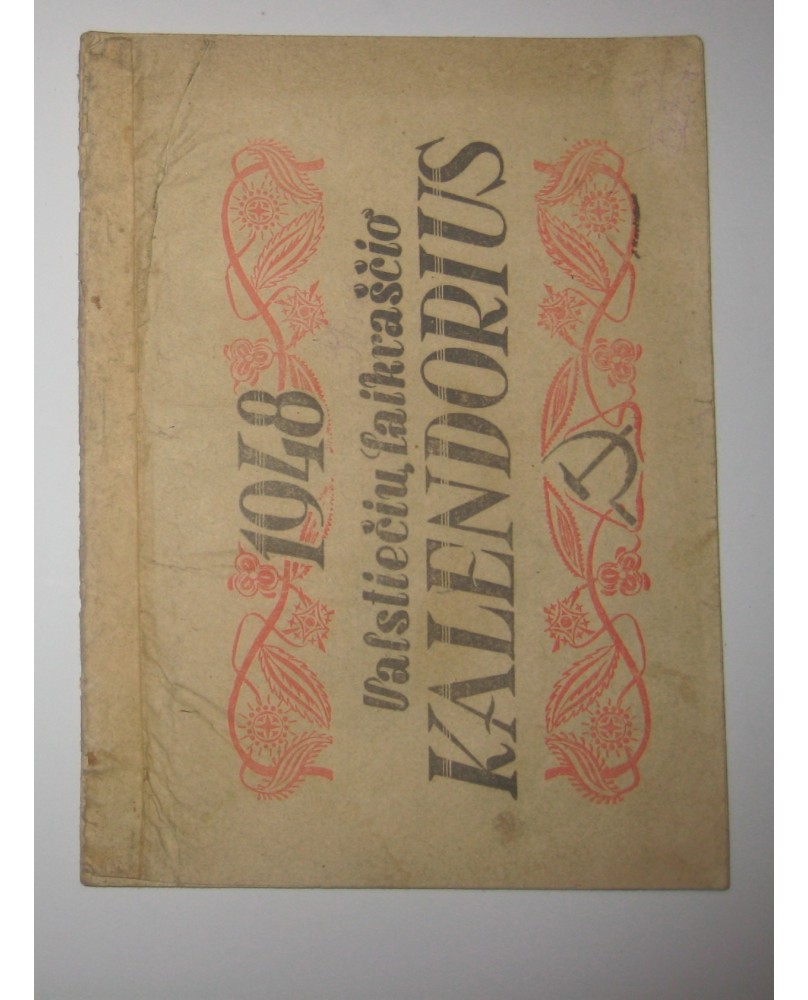 1948
Valstiečių laikraščio
KALENDORIUS